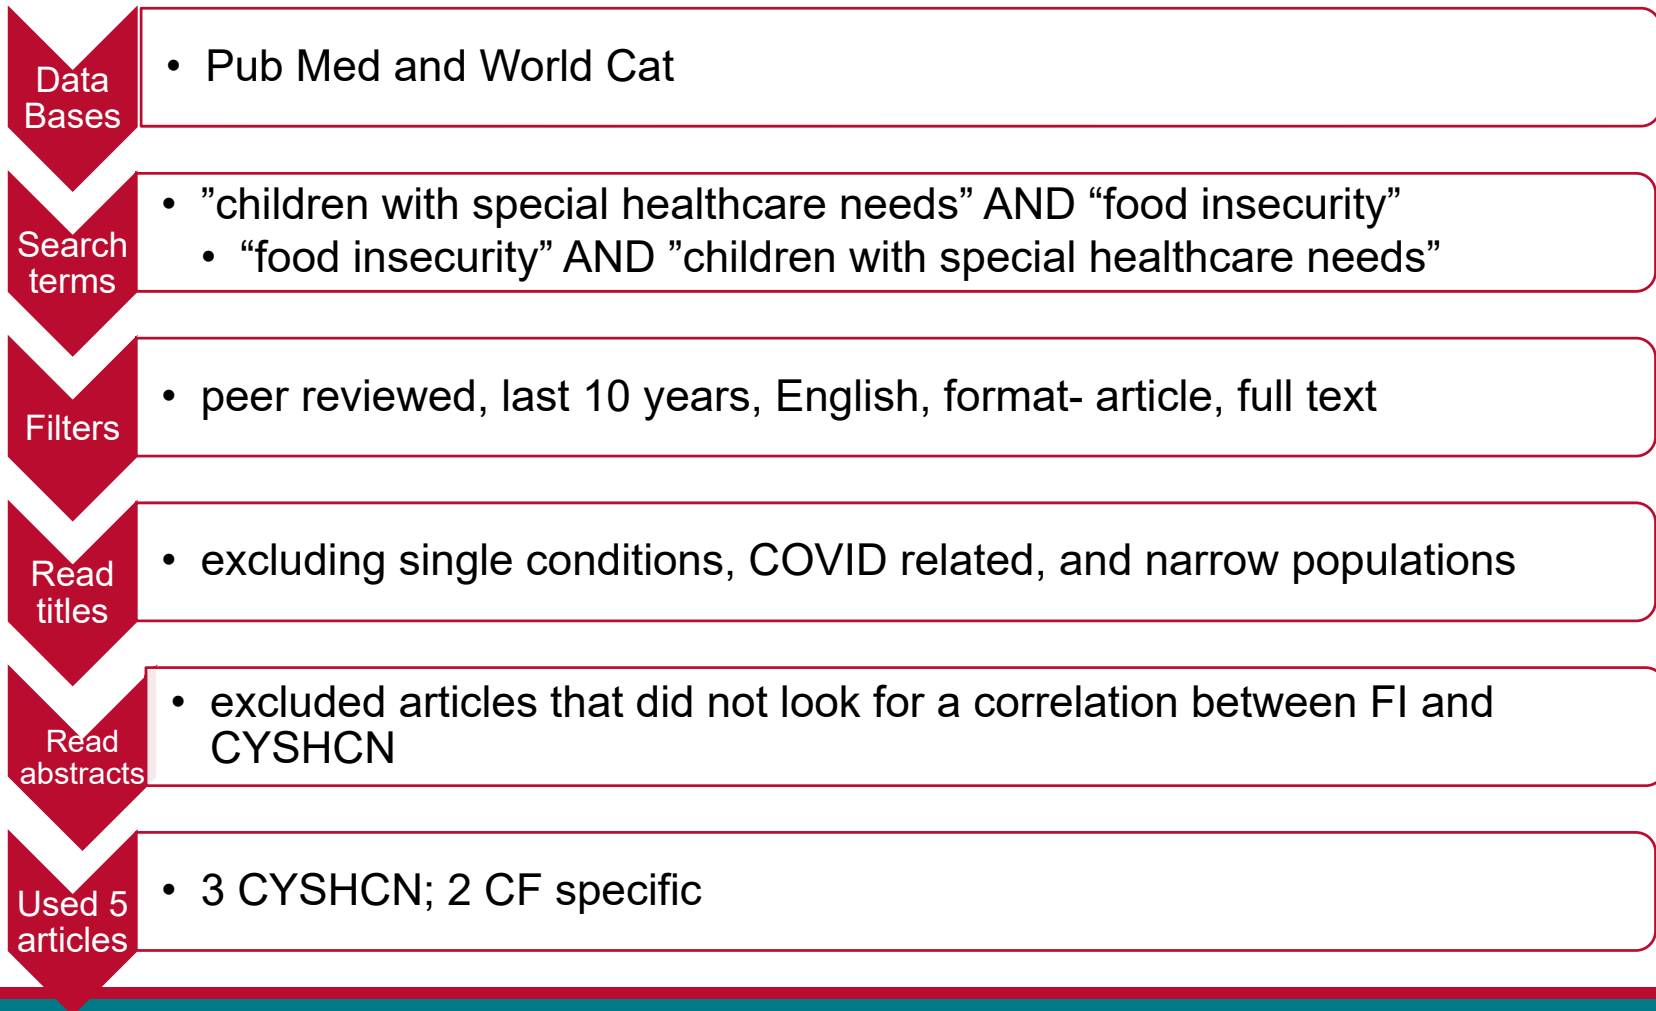 Data
Bases
• Pub Med and World Cat
Search
terms
• ”children with special healthcare needs” AND “food insecurity”
• “food insecurity” AND ”children with special healthcare needs”
Filters
• peer reviewed, last 10 years, English, format- article, full text
Read
titles
• excluding single conditions, COVID related, and narrow populations
Read
abstracts
• excluded articles that did not look for a correlation between FI and
CYSHCN
Used 5
articles
• 3 CYSHCN; 2 CF specific